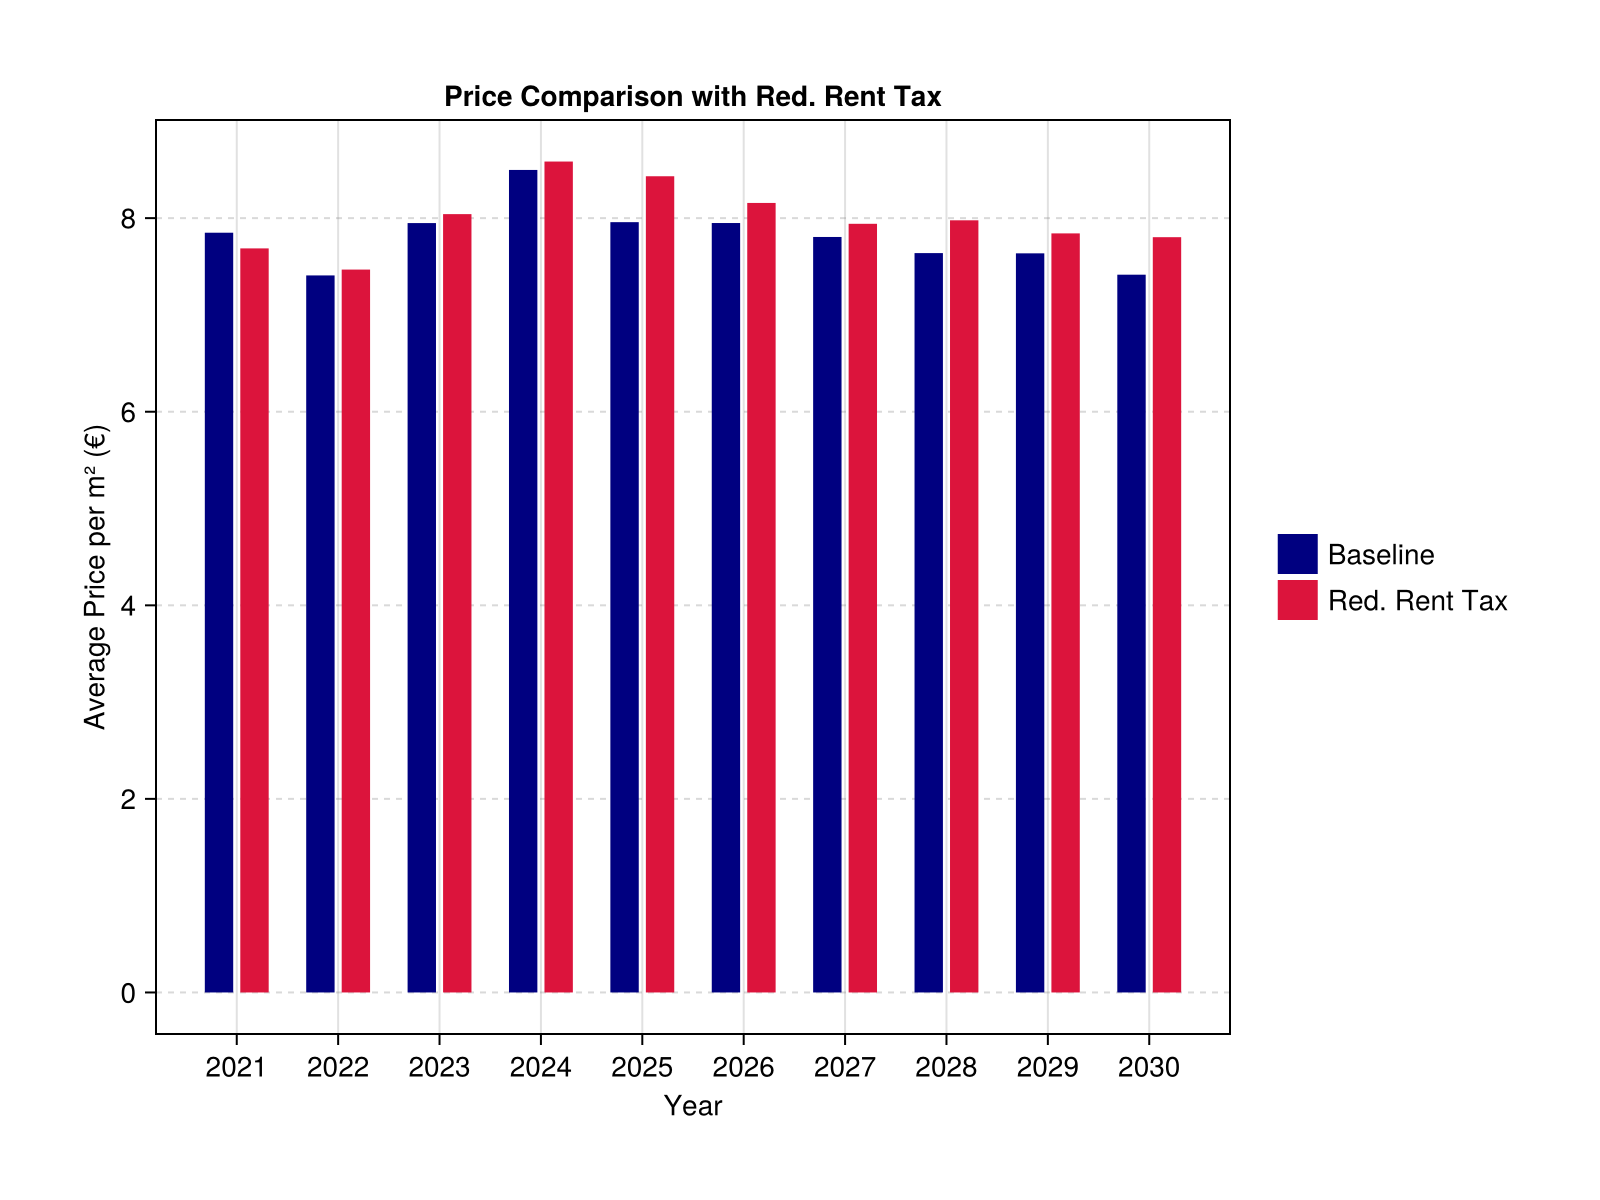 Price Comparison with Red. Rent Tax
Average Price per m² (€)
8
6
4
2
0
2021 2022 2023 2024 2025 2026 2027 2028 2029 2030
Year
Baseline
Red. Rent Tax